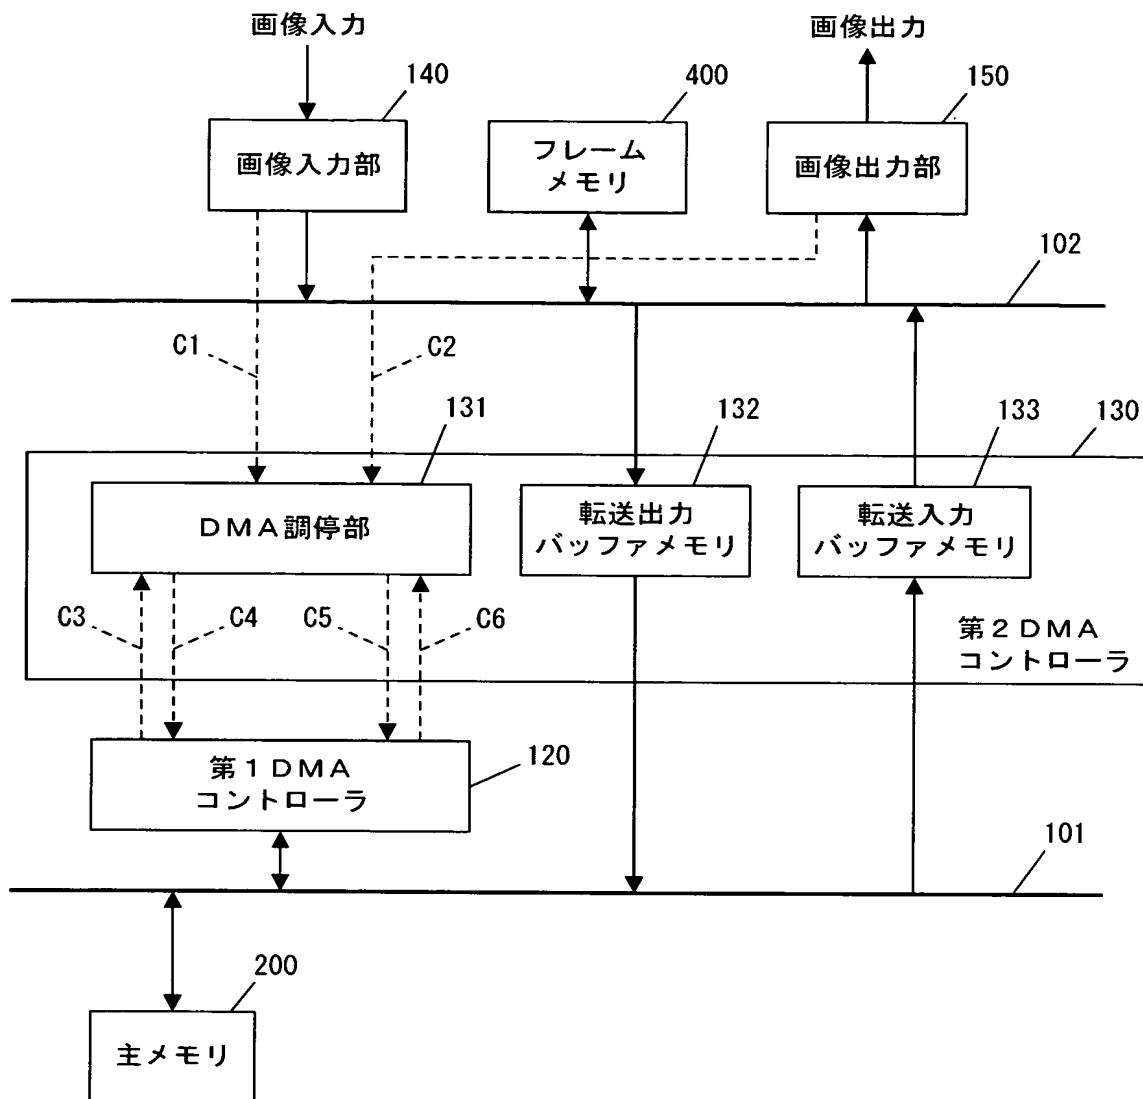 画像入力
画像出力
140
400
150
画像入力部
フレーム
メモリ
画像出力部
102
C1
C2
131
132
133
130
DMA調停部
転送出力
バッファメモリ
転送入力
バッファメモリ
C3
C4
C5
C6
第2DMA
コントローラ
第1DMA
コントローラ
120
101
200
主メモリ